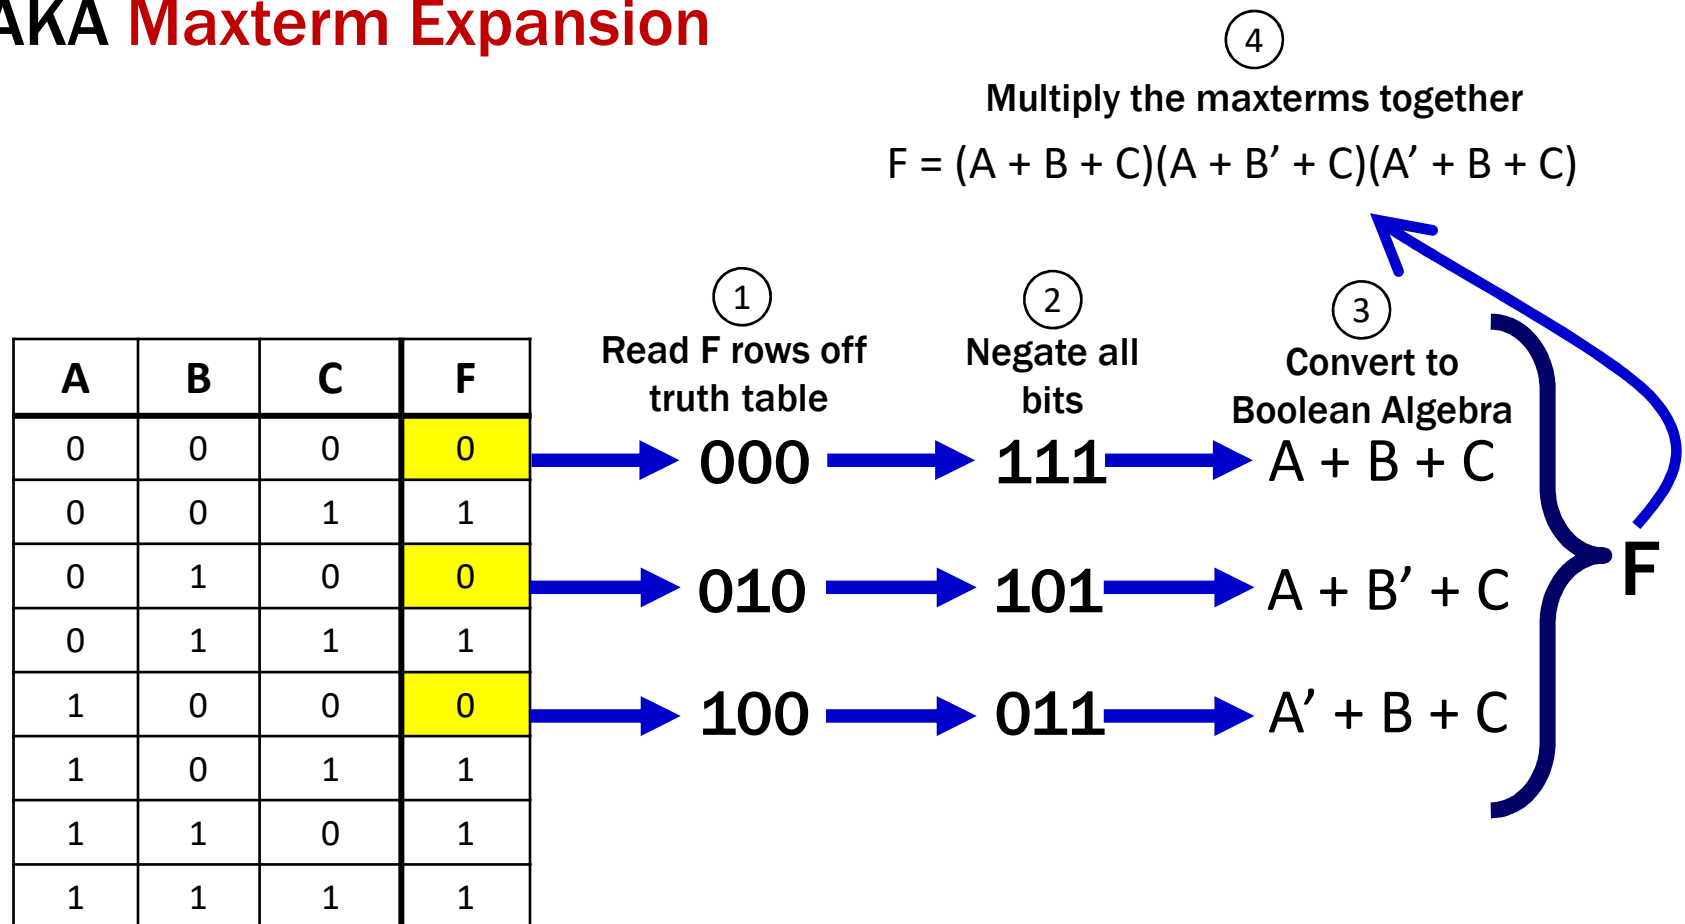 AKA Maxterm Expansion
4
Multiply the maxterms together
F = (A + B + C)(A + B’ + C)(A’ + B + C)
1
Read F rows off
truth table
2
Negate all
bits
3
Convert to
Boolean Algebra
A B C F
0 0 0 0
000 111 A + B + C
0 0 1 1
0 1 0 0
010 101 A + B’ + C
0 1 1 1
1 0 0 0
100 011 A’ + B + C
1 0 1 1
1 1 0 1
1 1 1 1
F